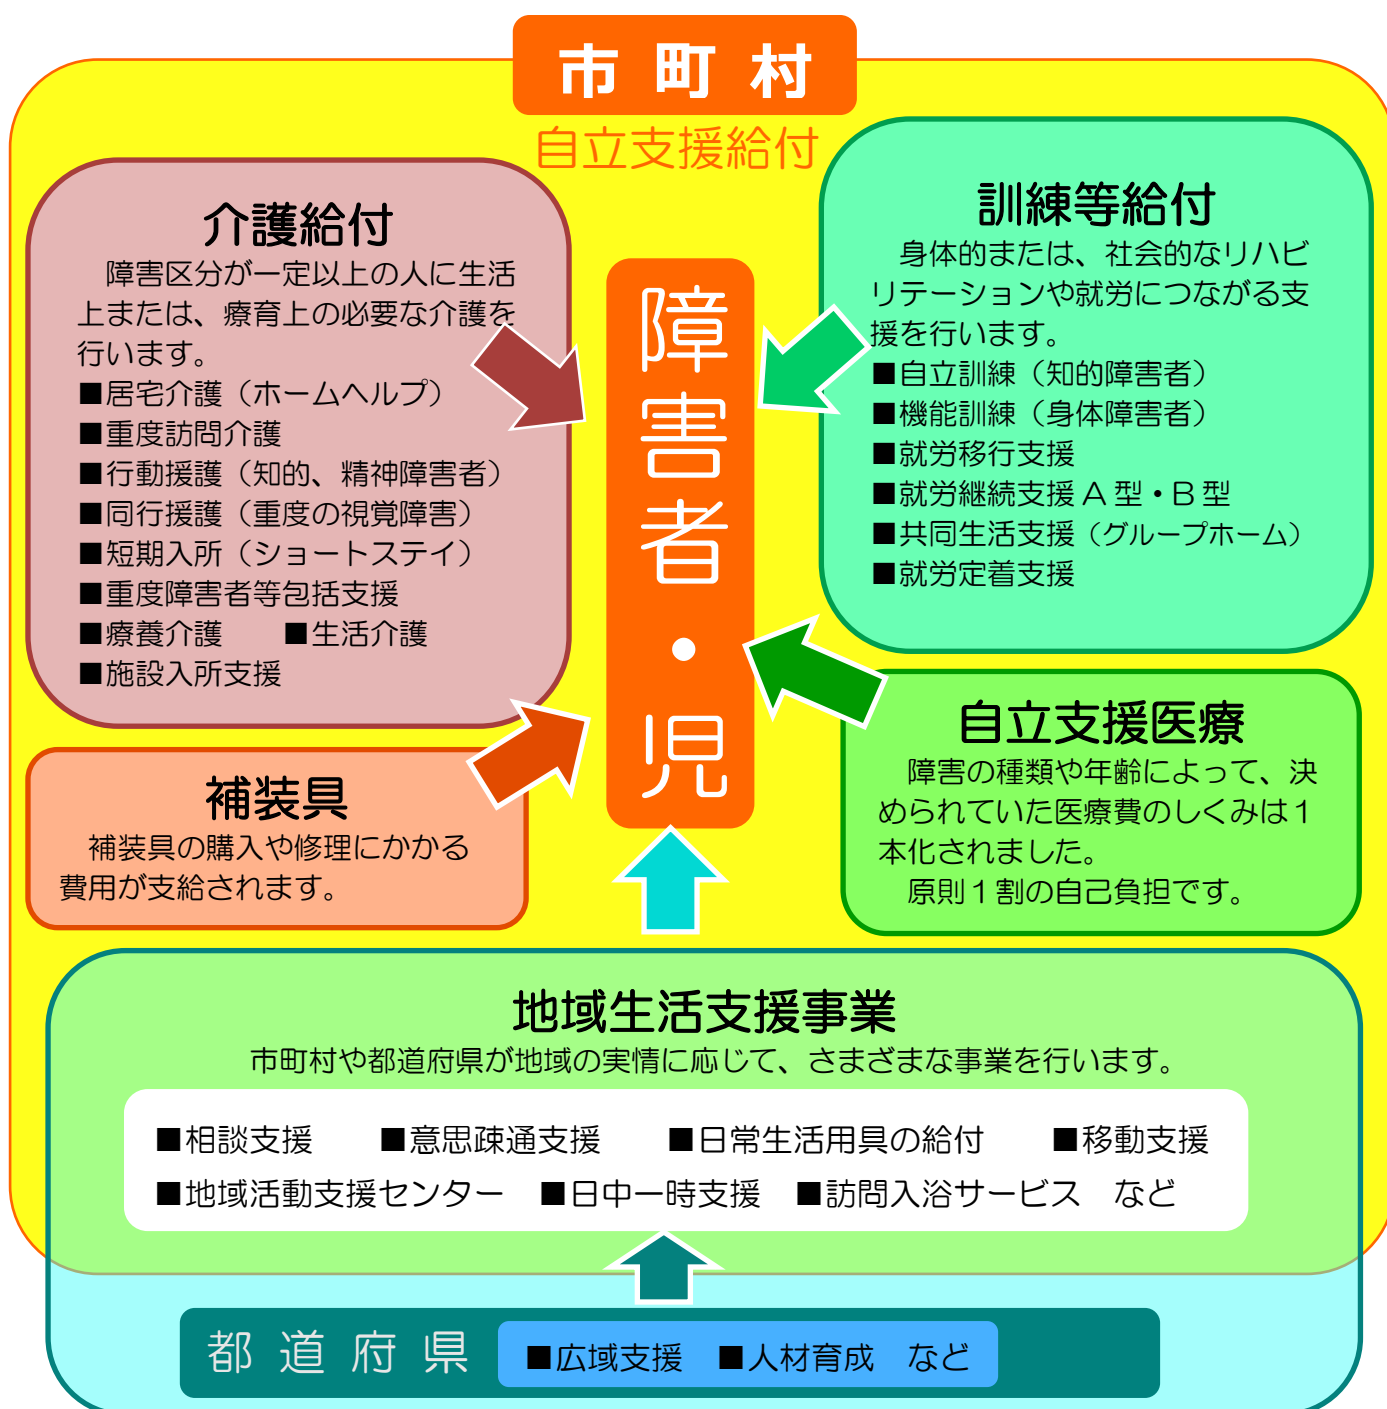 市町村
自立支援給付
介護給付
障害区分が一定以上の人に生活
上または、療育上の必要な介護を
行います。
■居宅介護（ホームヘルプ）
■重度訪問介護
■行動援護（知的、精神障害者）
■同行援護（重度の視覚障害）
■短期入所（ショートステイ）
■重度障害者等包括支援
■療養介護　　■生活介護
■施設入所支援
訓練等給付
身体的または、社会的なリハビ
リテーションや就労につながる支
援を行います。
■自立訓練（知的障害者）
■機能訓練（身体障害者）
■就労移行支援
■就労継続支援A型・B型
■共同生活支援（グループホーム）
■就労定着支援
障害者・児
補装具
補装具の購入や修理にかかる
費用が支給されます。
自立支援医療
障害の種類や年齢によって、決
められていた医療費のしくみは１
本化されました。
原則１割の自己負担です。
地域生活支援事業
市町村や都道府県が地域の実情に応じて、さまざまな事業を行います。
■相談支援　　■意思疎通支援　　■日常生活用具の給付　　■移動支援
■地域活動支援センター　■日中一時支援　■訪問入浴サービス　など
都道府県　■広域支援　■人材育成　など